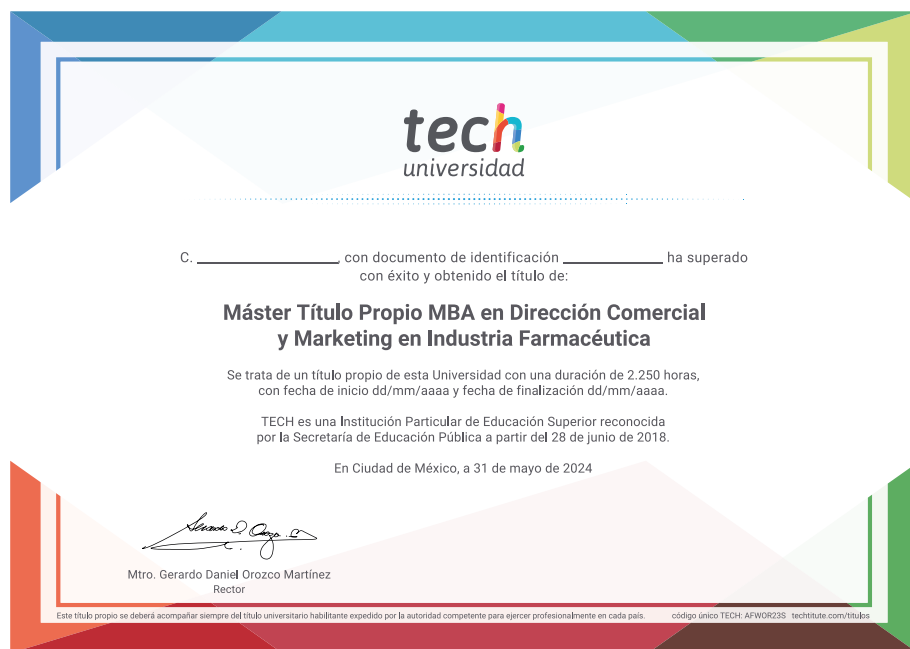 tech
universidad
C. ____________, con documento de identificación ____________ ha superado
con éxito y obtenido el título de:
Máster Título Propio MBA en Dirección Comercial
y Marketing en Industria Farmacéutica
Se trata de un título propio de esta Universidad con una duración de 2.250 horas,
con fecha de inicio dd/mm/aaaa y fecha de finalización dd/mm/aaaa.
TECH es una Institución Particular de Educación Superior reconocida
por la Secretaría de Educación Pública a partir del 28 de junio de 2018.
En Ciudad de México, a 31 de mayo de 2024
Mtro. Gerardo Daniel Orozco Martínez
Rector
Este título propio se deberá acompañar siempre del título universitario habilitante expedido por la autoridad competente para ejercer profesionalmente en cada país. código único TECH: AFWOR23S techtitute.com/titulos